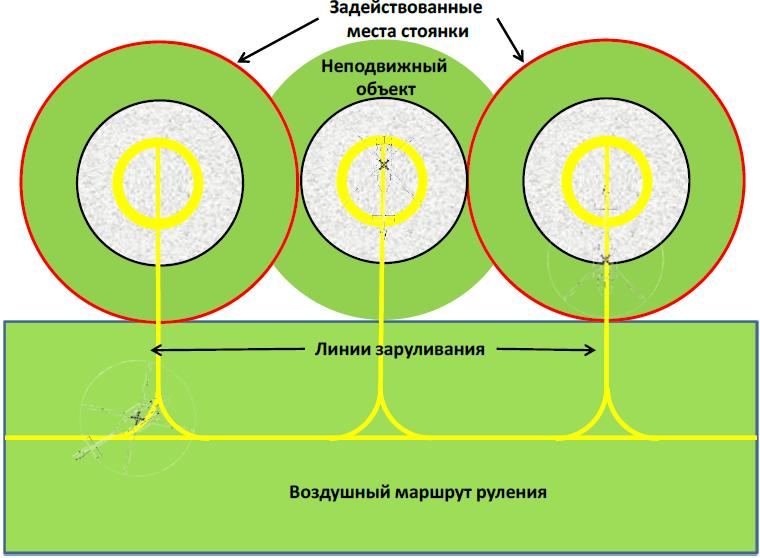 Задействованные
места стоянки
Неподвижный
объект
Линии заруливания
Воздушный маршрут руления